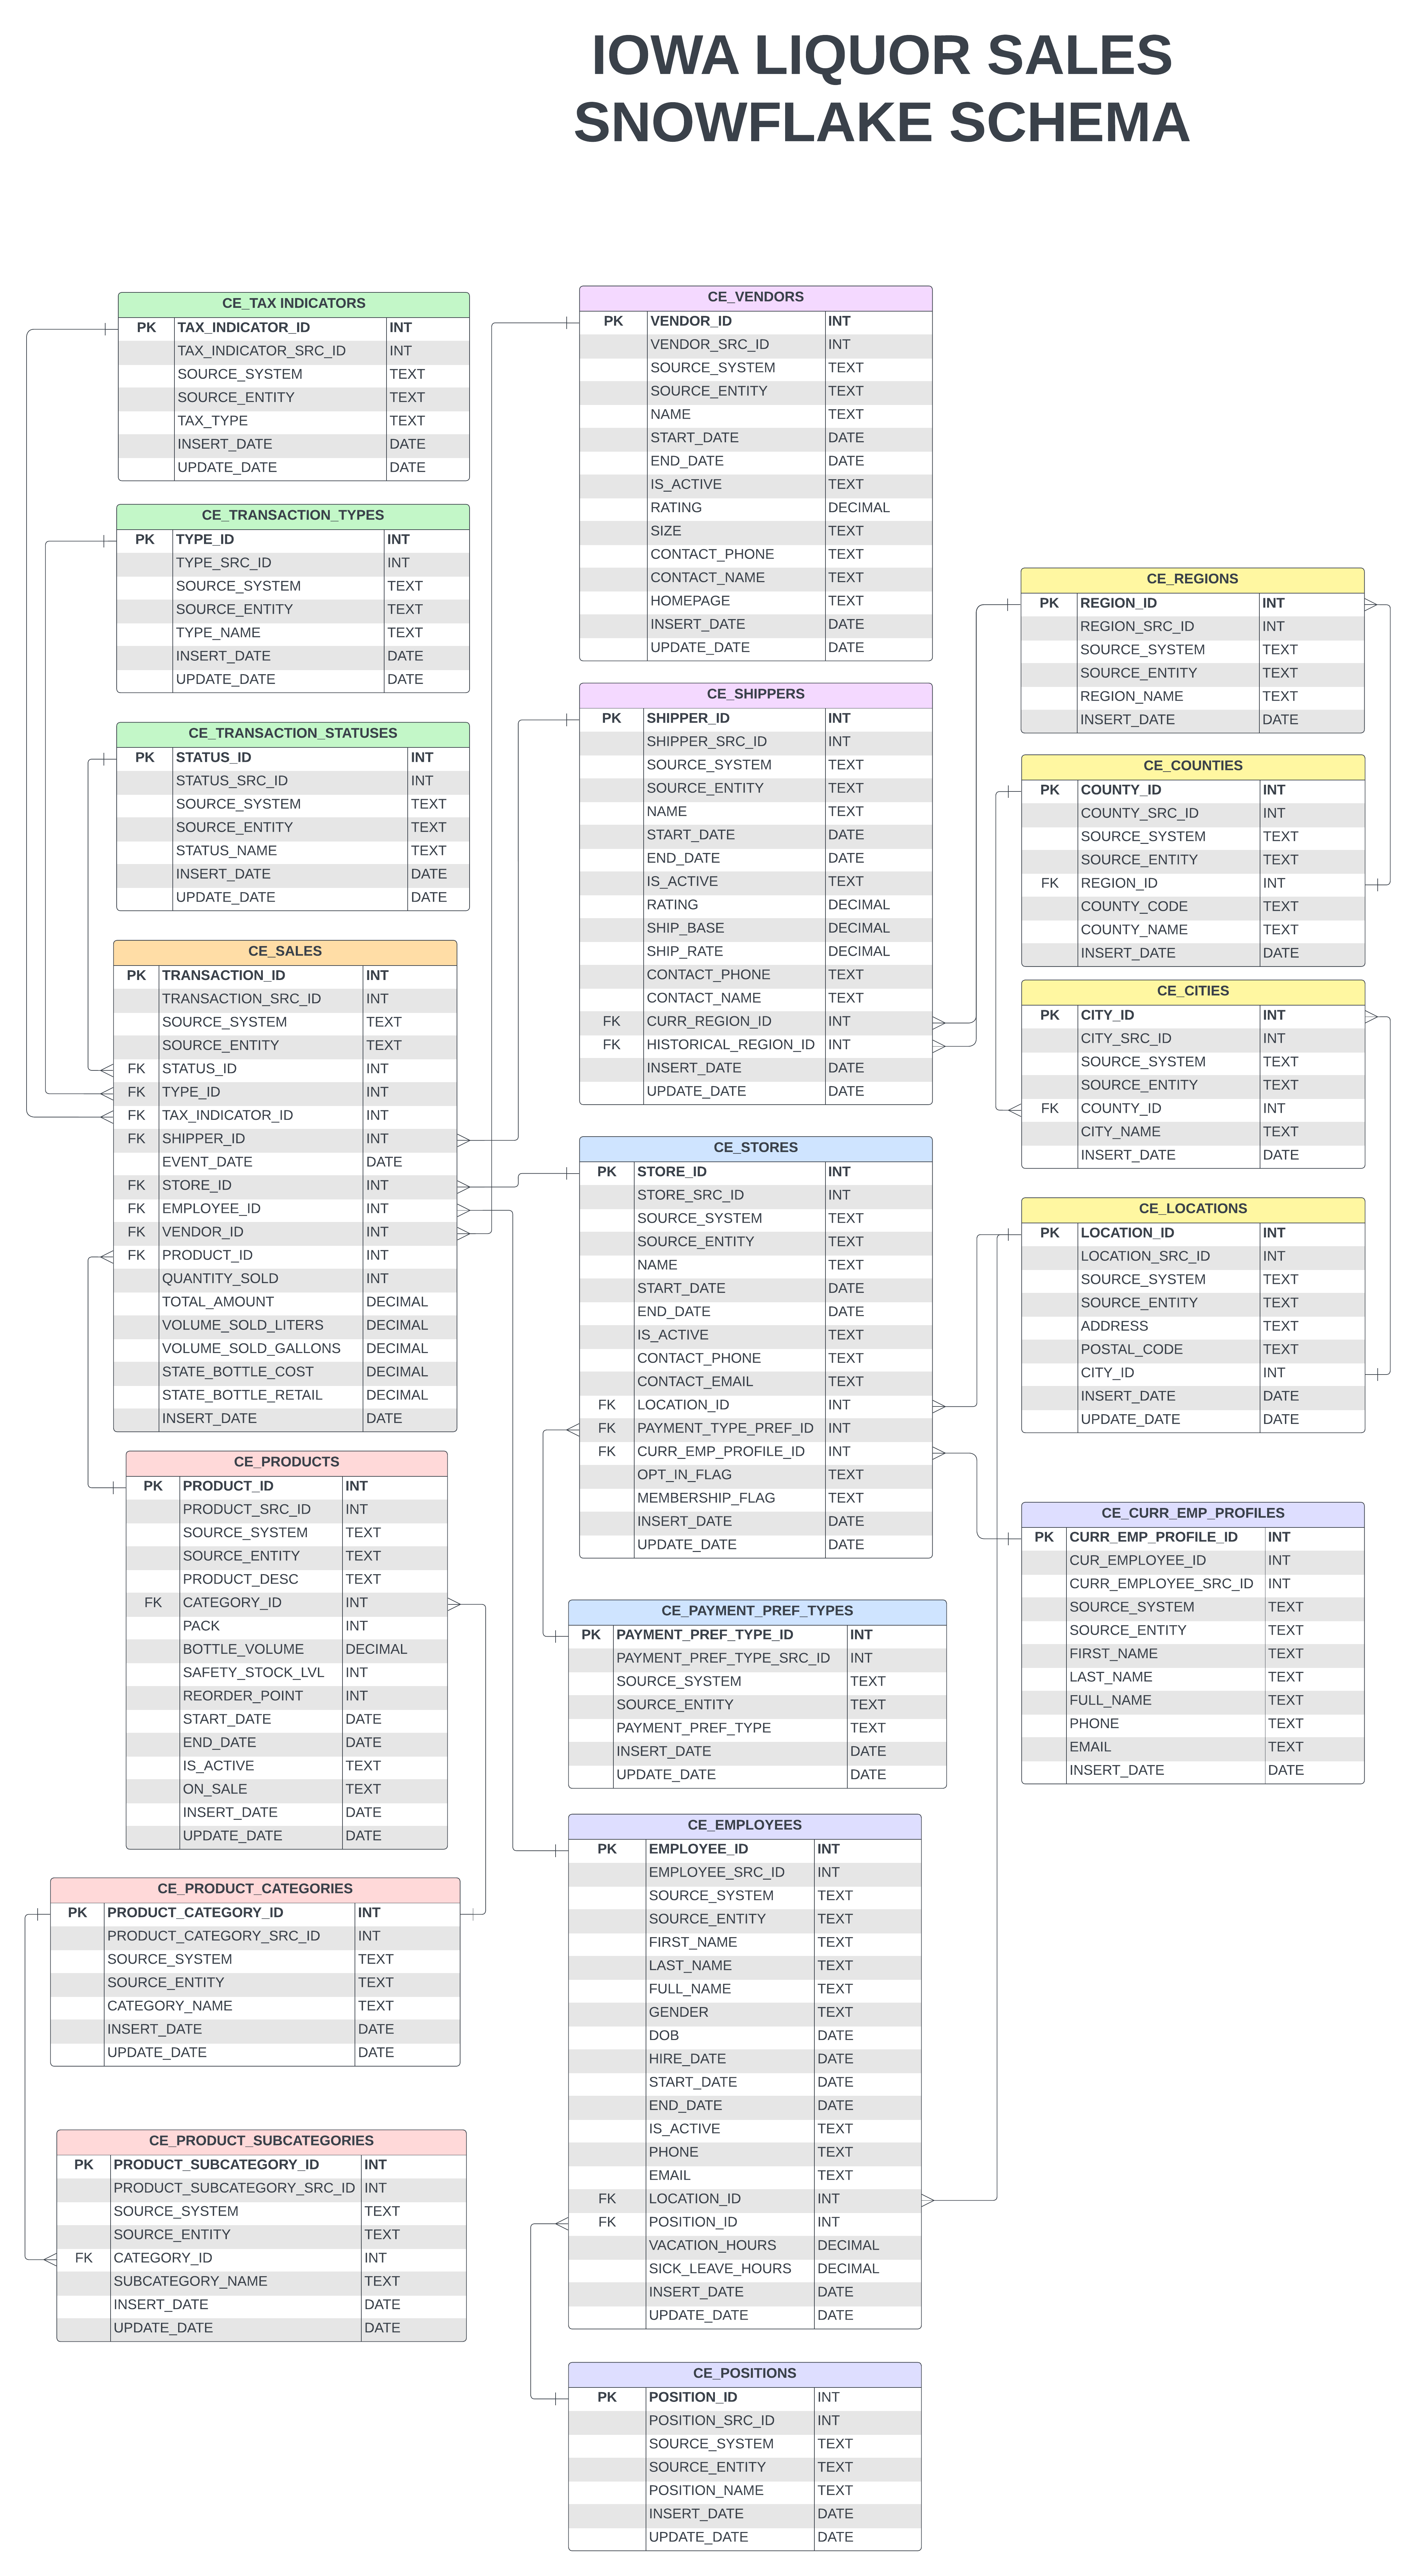 IOWA LIQUOR SALES
SNOWFLAKE SCHEMA
CE_TAX INDICATORS
PK TAX_INDICATOR_ID INT
TAX_INDICATOR_SRC_ID INT
SOURCE_SYSTEM TEXT
SOURCE_ENTITY TEXT
TAX_TYPE TEXT
INSERT_DATE DATE
UPDATE_DATE DATE
CE_TRANSACTION_TYPES
PK TYPE_ID INT
TYPE_SRC_ID INT
SOURCE_SYSTEM TEXT
SOURCE_ENTITY TEXT
TYPE_NAME TEXT
INSERT_DATE DATE
UPDATE_DATE DATE
CE_TRANSACTION_STATUSES
PK STATUS_ID INT
STATUS_SRC_ID INT
SOURCE_SYSTEM TEXT
SOURCE_ENTITY TEXT
STATUS_NAME TEXT
INSERT_DATE DATE
UPDATE_DATE DATE
CE_SALES
PK TRANSACTION_ID INT
TRANSACTION_SRC_ID INT
SOURCE_SYSTEM TEXT
SOURCE_ENTITY TEXT
FK STATUS_ID INT
FK TYPE_ID INT
FK TAX_INDICATOR_ID INT
FK SHIPPER_ID INT
EVENT_DATE DATE
FK STORE_ID INT
FK EMPLOYEE_ID INT
FK VENDOR_ID INT
FK PRODUCT_ID INT
QUANTITY_SOLD INT
TOTAL_AMOUNT DECIMAL
VOLUME_SOLD_LITERS DECIMAL
VOLUME_SOLD_GALLONS DECIMAL
STATE_BOTTLE_COST DECIMAL
STATE_BOTTLE_RETAIL DECIMAL
INSERT_DATE DATE
CE_PRODUCTS
PK PRODUCT_ID INT
PRODUCT_SRC_ID INT
SOURCE_SYSTEM TEXT
SOURCE_ENTITY TEXT
PRODUCT_DESC TEXT
FK CATEGORY_ID INT
PACK INT
BOTTLE_VOLUME DECIMAL
SAFETY_STOCK_LVL INT
REORDER_POINT INT
START_DATE DATE
END_DATE DATE
IS_ACTIVE TEXT
ON_SALE TEXT
INSERT_DATE DATE
UPDATE_DATE DATE
CE_PRODUCT_CATEGORIES
PK PRODUCT_CATEGORY_ID INT
PRODUCT_CATEGORY_SRC_ID INT
SOURCE_SYSTEM TEXT
SOURCE_ENTITY TEXT
CATEGORY_NAME TEXT
INSERT_DATE DATE
UPDATE_DATE DATE
CE_PRODUCT_SUBCATEGORIES
PK PRODUCT_SUBCATEGORY_ID INT
PRODUCT_SUBCATEGORY_SRC_ID INT
SOURCE_SYSTEM TEXT
SOURCE_ENTITY TEXT
FK CATEGORY_ID INT
SUBCATEGORY_NAME TEXT
INSERT_DATE DATE
UPDATE_DATE DATE
CE_VENDORS
PK VENDOR_ID INT
VENDOR_SRC_ID INT
SOURCE_SYSTEM TEXT
SOURCE_ENTITY TEXT
NAME TEXT
START_DATE DATE
END_DATE DATE
IS_ACTIVE TEXT
RATING DECIMAL
SIZE TEXT
CONTACT_PHONE TEXT
CONTACT_NAME TEXT
HOMEPAGE TEXT
INSERT_DATE DATE
UPDATE_DATE DATE
CE_SHIPPERS
PK SHIPPER_ID INT
SHIPPER_SRC_ID INT
SOURCE_SYSTEM TEXT
SOURCE_ENTITY TEXT
NAME TEXT
START_DATE DATE
END_DATE DATE
IS_ACTIVE TEXT
RATING DECIMAL
SHIP_BASE DECIMAL
SHIP_RATE DECIMAL
CONTACT_PHONE TEXT
CONTACT_NAME TEXT
FK CURR_REGION_ID INT
FK HISTORICAL_REGION_ID INT
INSERT_DATE DATE
UPDATE_DATE DATE
CE_STORES
PK STORE_ID INT
STORE_SRC_ID INT
SOURCE_SYSTEM TEXT
SOURCE_ENTITY TEXT
NAME TEXT
START_DATE DATE
END_DATE DATE
IS_ACTIVE TEXT
CONTACT_PHONE TEXT
CONTACT_EMAIL TEXT
FK LOCATION_ID INT
FK PAYMENT_TYPE_PREF_ID INT
FK CURR_EMP_PROFILE_ID INT
OPT_IN_FLAG TEXT
MEMBERSHIP_FLAG TEXT
INSERT_DATE DATE
UPDATE_DATE DATE
CE_PAYMENT_PREF_TYPES
PK PAYMENT_PREF_TYPE_ID INT
PAYMENT_PREF_TYPE_SRC_ID INT
SOURCE_SYSTEM TEXT
SOURCE_ENTITY TEXT
PAYMENT_PREF_TYPE TEXT
INSERT_DATE DATE
UPDATE_DATE DATE
CE_EMPLOYEES
PK EMPLOYEE_ID INT
EMPLOYEE_SRC_ID INT
SOURCE_SYSTEM TEXT
SOURCE_ENTITY TEXT
FIRST_NAME TEXT
LAST_NAME TEXT
FULL_NAME TEXT
GENDER TEXT
DOB DATE
HIRE_DATE DATE
START_DATE DATE
END_DATE DATE
IS_ACTIVE TEXT
PHONE TEXT
EMAIL TEXT
FK LOCATION_ID INT
FK POSITION_ID INT
VACATION_HOURS DECIMAL
SICK_LEAVE_HOURS DECIMAL
INSERT_DATE DATE
UPDATE_DATE DATE
CE_POSITIONS
PK POSITION_ID INT
POSITION_SRC_ID INT
SOURCE_SYSTEM TEXT
SOURCE_ENTITY TEXT
POSITION_NAME TEXT
INSERT_DATE DATE
UPDATE_DATE DATE
CE_REGIONS
PK REGION_ID INT
REGION_SRC_ID INT
SOURCE_SYSTEM TEXT
SOURCE_ENTITY TEXT
REGION_NAME TEXT
INSERT_DATE DATE
CE_COUNTIES
PK COUNTY_ID INT
COUNTY_SRC_ID INT
SOURCE_SYSTEM TEXT
SOURCE_ENTITY TEXT
FK REGION_ID INT
COUNTY_CODE TEXT
COUNTY_NAME TEXT
INSERT_DATE DATE
CE_CITIES
PK CITY_ID INT
CITY_SRC_ID INT
SOURCE_SYSTEM TEXT
SOURCE_ENTITY TEXT
FK COUNTY_ID INT
CITY_NAME TEXT
INSERT_DATE DATE
CE_LOCATIONS
PK LOCATION_ID INT
LOCATION_SRC_ID INT
SOURCE_SYSTEM TEXT
SOURCE_ENTITY TEXT
ADDRESS TEXT
POSTAL_CODE TEXT
CITY_ID INT
INSERT_DATE DATE
UPDATE_DATE DATE
CE_CURR_EMP_PROFILES
PK CURR_EMP_PROFILE_ID INT
CUR_EMPLOYEE_ID INT
CURR_EMPLOYEE_SRC_ID INT
SOURCE_SYSTEM TEXT
SOURCE_ENTITY TEXT
FIRST_NAME TEXT
LAST_NAME TEXT
FULL_NAME TEXT
PHONE TEXT
EMAIL TEXT
INSERT_DATE DATE